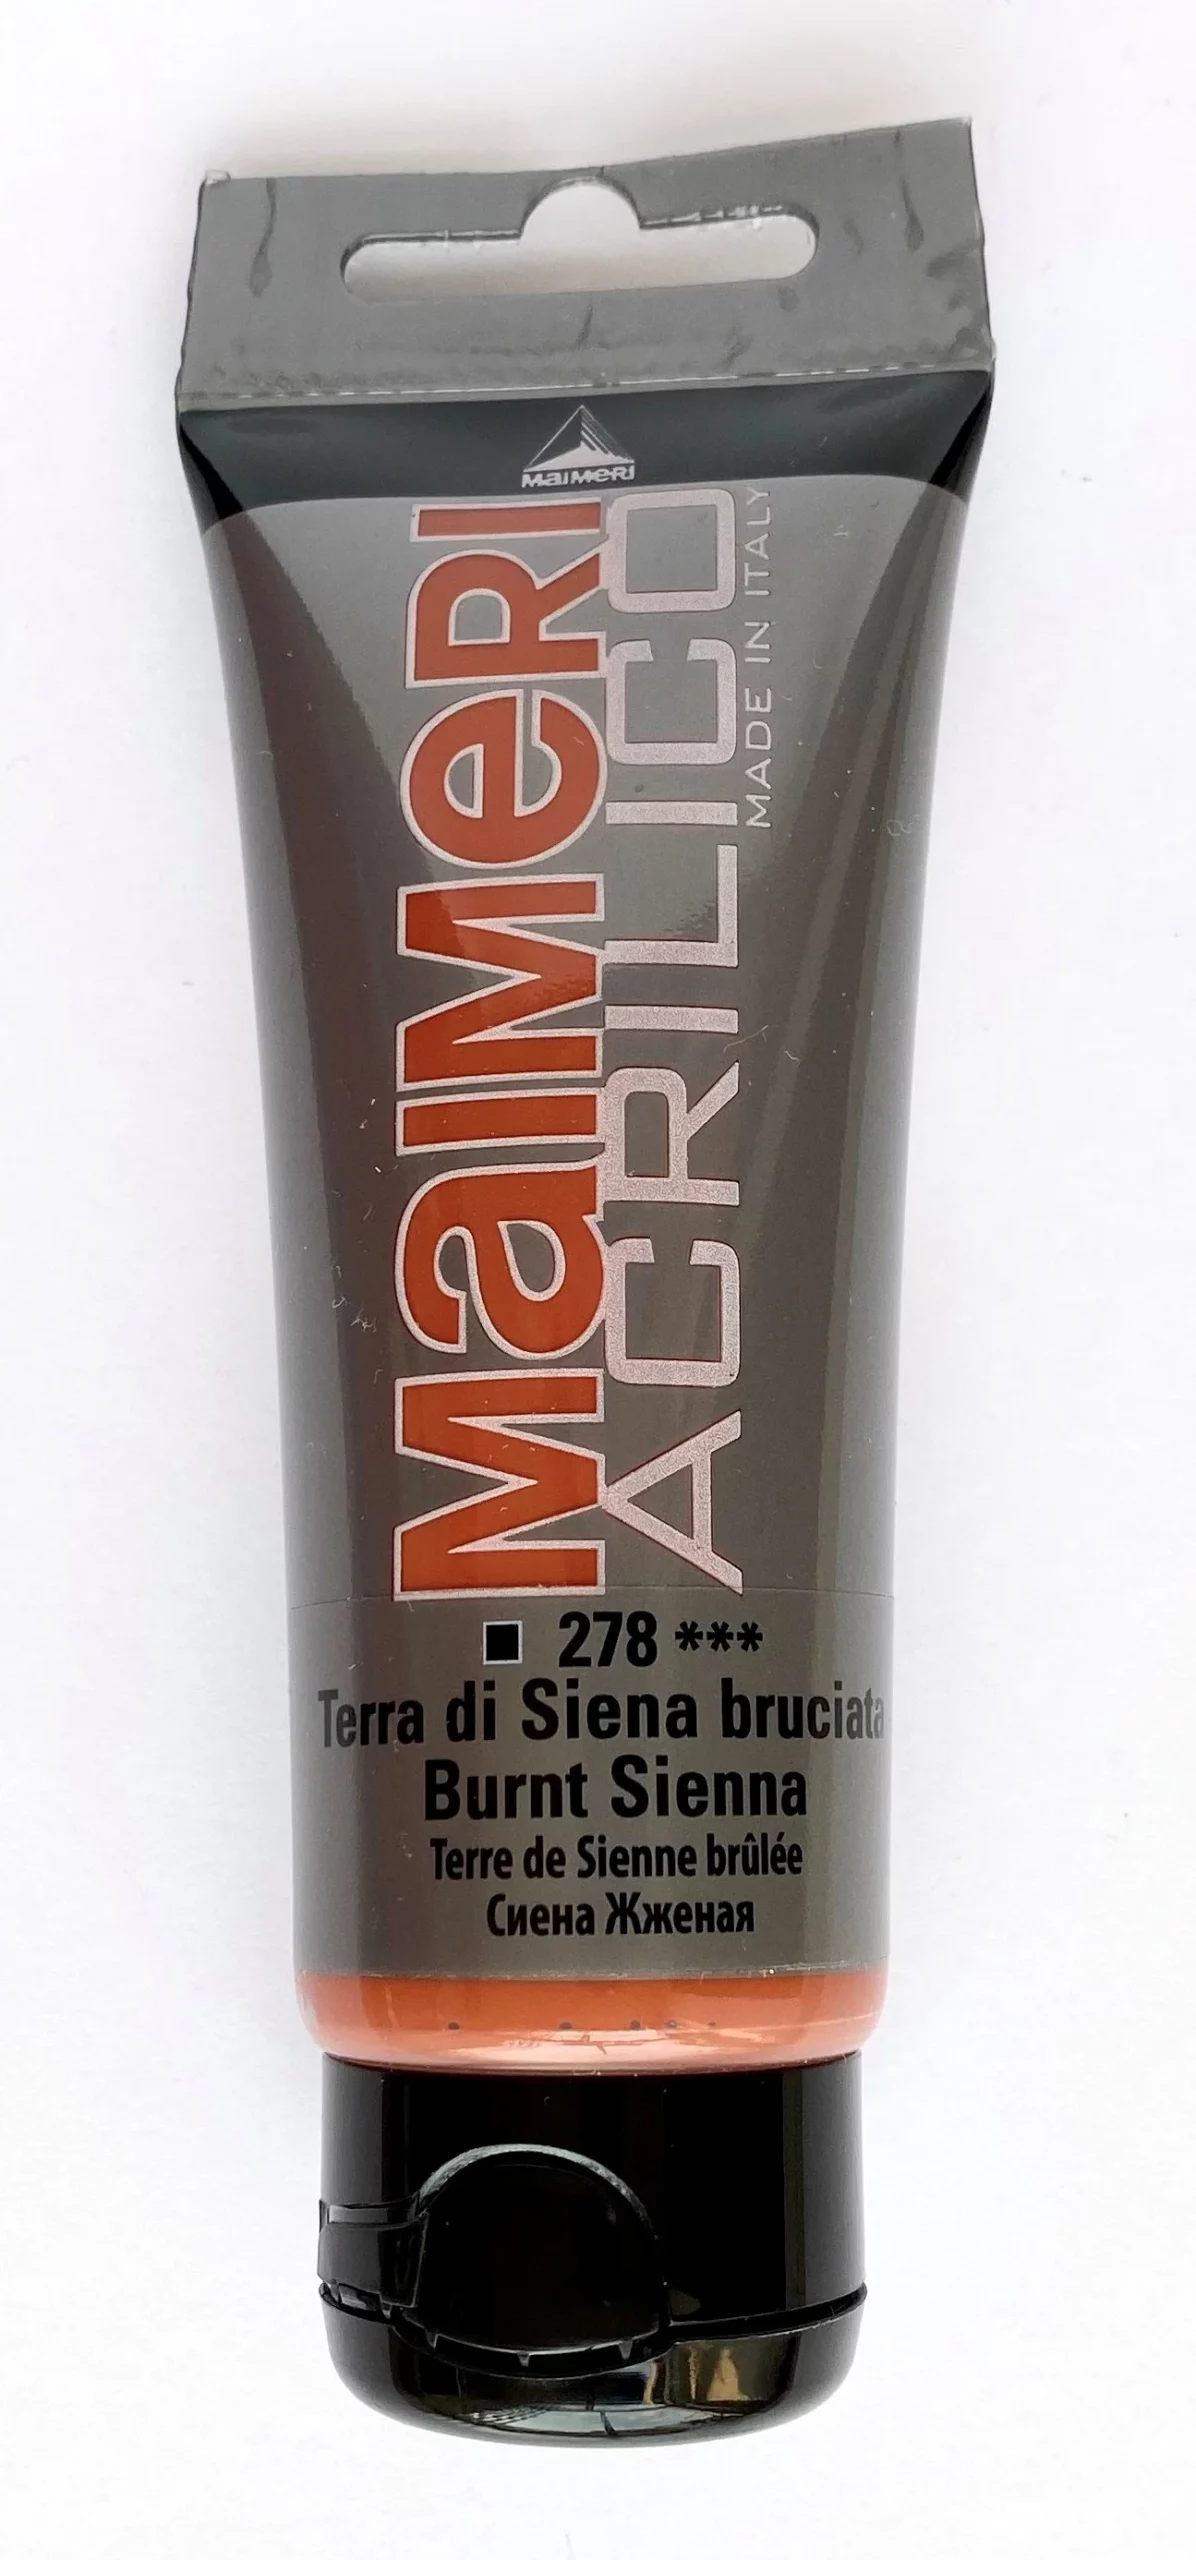 MaiMeRI
MaiMeRI
ACRILICO
MADE IN ITALY
278 ***
Terra di Siena bruciata
Burnt Sienna
Terre de Sienne brûlée
Сиена Жженая